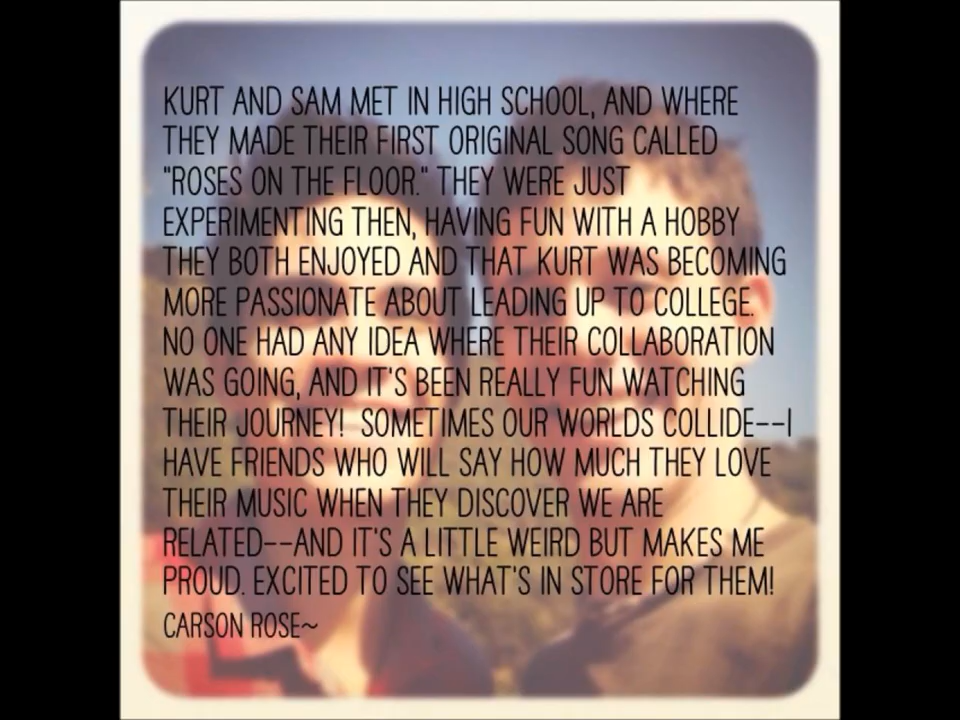 KURT AND SAM MET IN HIGH SCHOOL, AND WHERE
THEY MADE THEIR FIRST ORIGINAL SONG CALLED
"ROSES ON THE FLOOR." THEY WERE JUST
EXPERIMENTING THEN, HAVING FUN WITH A HOBBY
THEY BOTH ENJOYED AND THAT KURT WAS BECOMING
MORE PASSIONATE ABOUT LEADING UP TO COLLEGE.
NO ONE HAD ANY IDEA WHERE THEIR COLLABORATION
WAS GOING, AND IT'S BEEN REALLY FUN WATCHING
THEIR JOURNEY! SOMETIMES OUR WORLDS COLLIDE--I
HAVE FRIENDS WHO WILL SAY HOW MUCH THEY LOVE
THEIR MUSIC WHEN THEY DISCOVER WE ARE
RELATED--AND IT'S A LITTLE WEIRD BUT MAKES ME
PROUD. EXCITED TO SEE WHAT'S IN STORE FOR THEM!
CARSON ROSE~